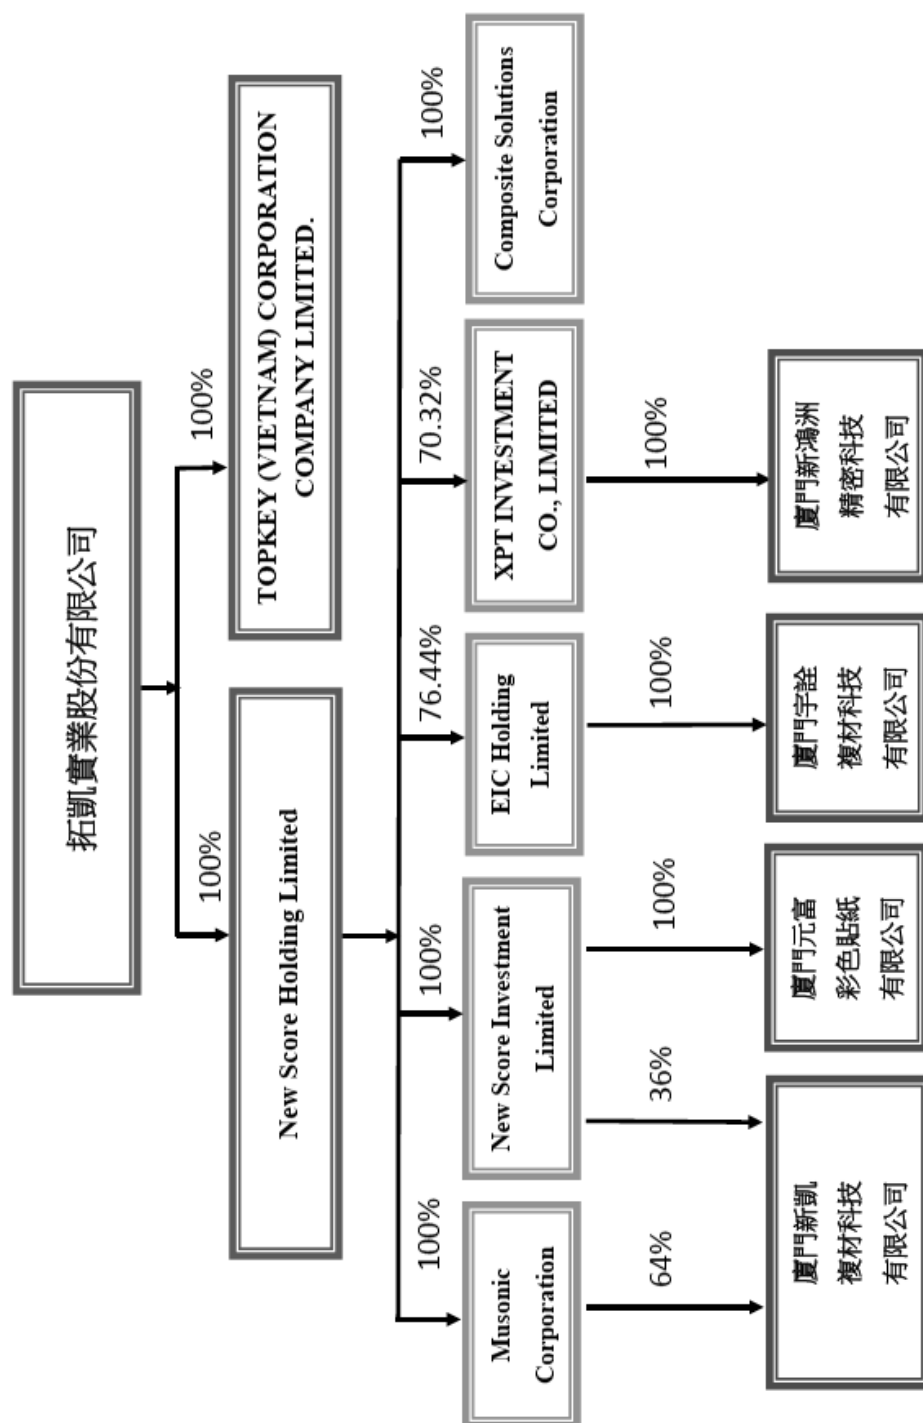 拓凱實業股份有限公司
100%
100%
New Score Holding Limited
TOPKEY (VIETNAM) CORPORATION
COMPANY LIMITED.
100%
100%
76.44%
70.32%
100%
Musonic
Corporation
New Score Investment
Limited
EIC Holding
Limited
XPT INVESTMENT
CO., LIMITED
Composite Solutions
Corporation
64%
36%
100%
100%
100%
廈門新凱
複材科技
有限公司
廈門元富
彩色貼紙
有限公司
廈門宇詮
複材科技
有限公司
廈門新鴻洲
精密科技
有限公司